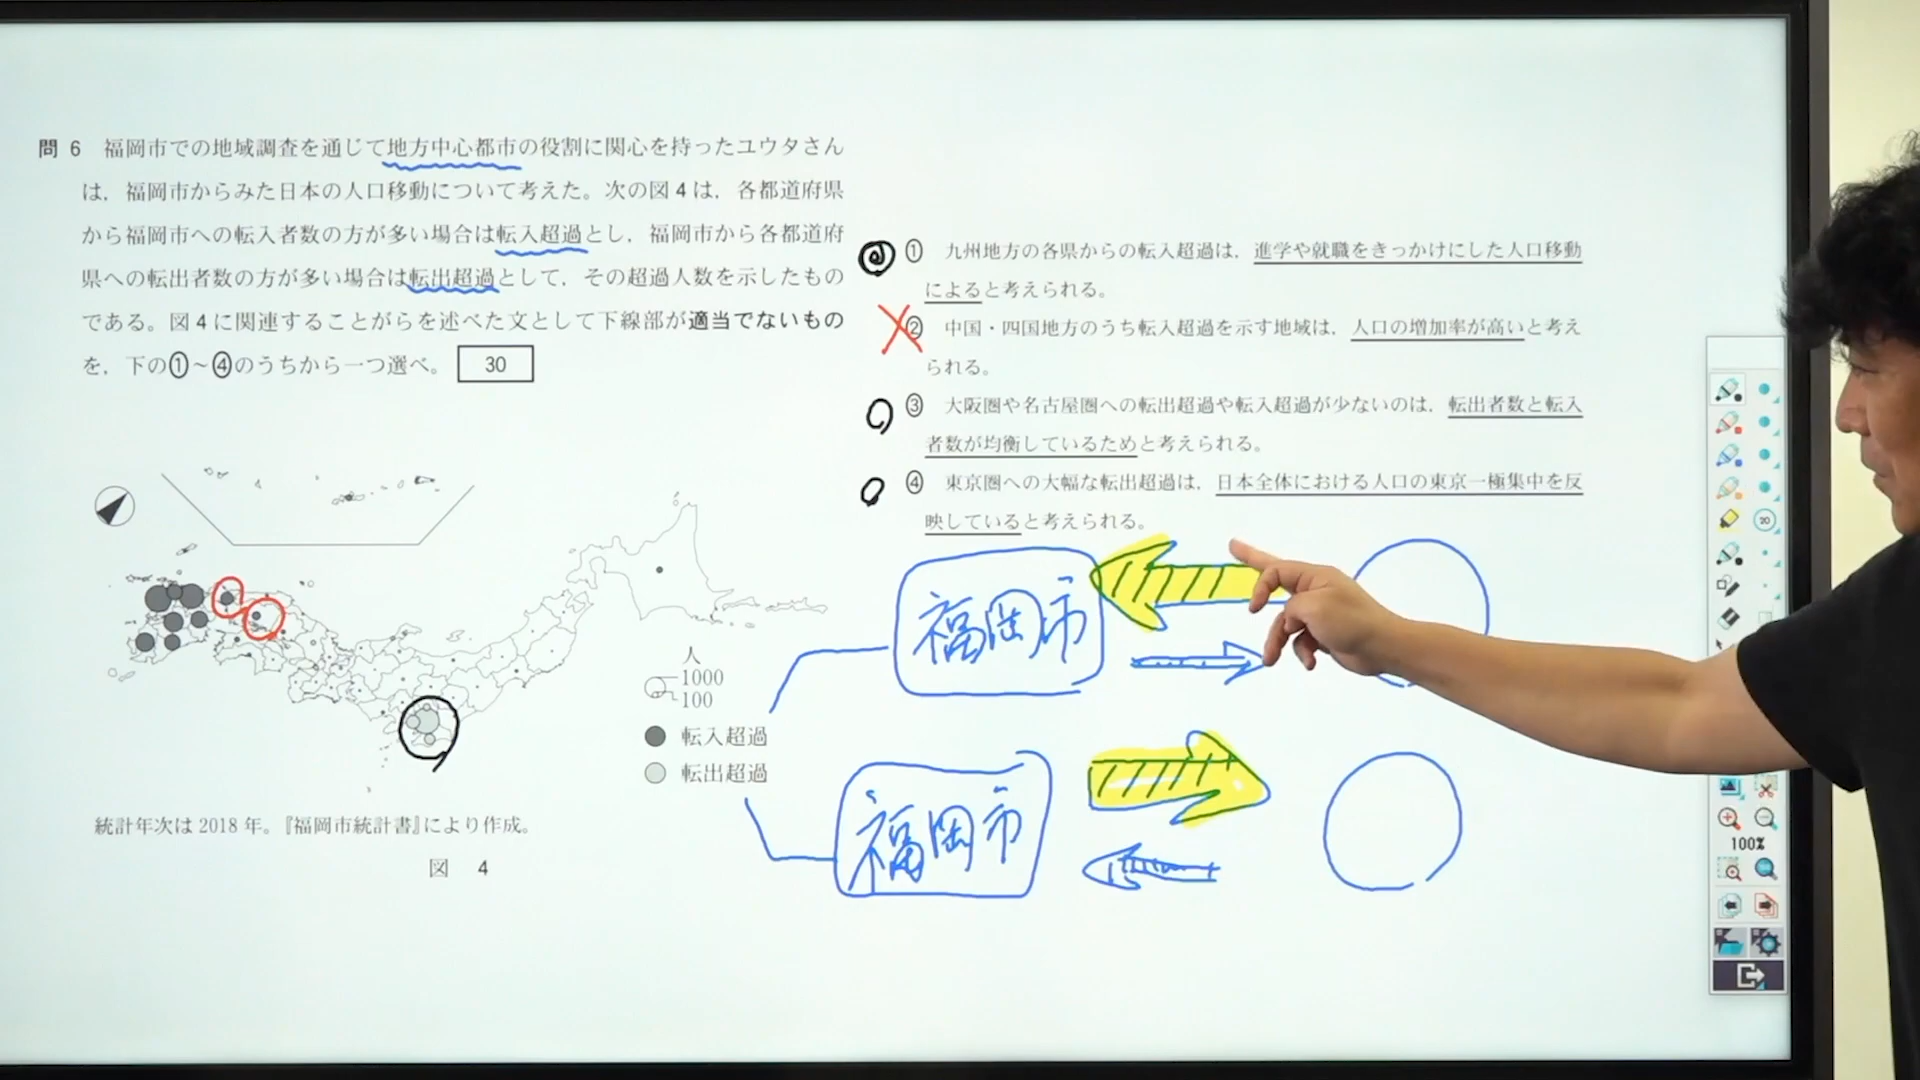 問 6 福岡市での地域調査を通じて地方中心都市の役割に関心を持ったユウタさん
は，福岡市からみた日本の人口移動について考えた。次の図 4 は，各都道府県
から福岡市への転入者数の方が多い場合は転入超過とし，福岡市から各都道府
県への転出者数の方が多い場合は転出超過として，その超過人数を示したもの
である。図 4 に関連することがらを述べた文として下線部が適当でないもの
を，下の①～④のうちから一つ選べ。 30
人
1000
100
転入超過
転出超過
統計年次は 2018 年。『福岡市統計書』により作成。
図 4
① 九州地方の各県からの転入超過は，進学や就職をきっかけにした人口移動
によると考えられる。
② 中国・四国地方のうち転入超過を示す地域は，人口の増加率が高いと考え
られる。
③ 大阪圏や名古屋圏への転出超過や転入超過が少ないのは，転出者数と転入
者数が均衡しているためと考えられる。
④ 東京圏への大幅な転出超過は，日本全体における人口の東京一極集中を反
映していると考えられる。
福岡市
福岡市
20
100%